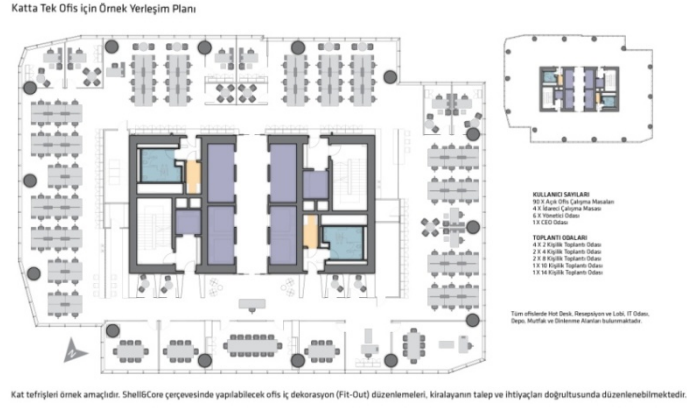 Katta Tek Ofis için Örnek Yerleşim Planı
KULLANICI SAYILARI
90 X Açık Ofis Çalışma Masaları
4 X İdareci Çalışma Masası
6 X Yönetici Odası
1 X CEO Odası
TOPLANTI ODALARI
4 X 2 Kişilik Toplantı Odası
2 X 4 Kişilik Toplantı Odası
2 X 8 Kişilik Toplantı Odası
1 X 10 Kişilik Toplantı Odası
1 X 14 Kişilik Toplantı Odası
Tüm ofislerde Hot Desk, Resepsiyon ve Lobi, IT Odası,
Depo, Mutfak ve Dinlenme Alanları bulunmaktadır.
Kat tefrişleri örnek amaçlıdır. Shell&Core çerçevesinde yapılabilecek ofis iç dekorasyon (Fit-Out) düzenlemeleri, kiralayanın talep ve ihtiyaçları doğrultusunda düzenlenebilmektedir.